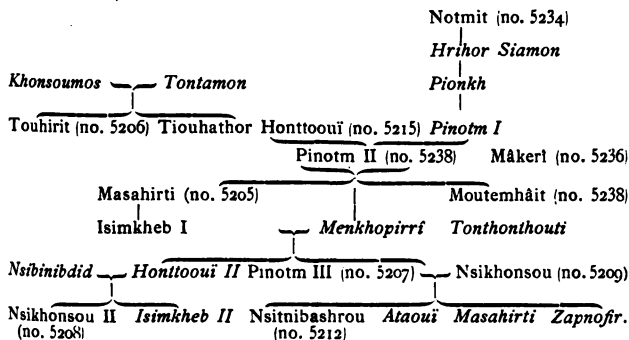 Notmit (no. 5234)
Hrihor Siamon
Khonsoumos Tontamon Pionkh
Touhirit (no. 5206) Tiouhathor Honttoouï (no. 5215) Pinotm I
Pinotm II (no. 5238) Mâkerî (no. 5236)
Masahirti (no. 5205) Moutemhâit (no. 5238)
Isimkheb I Menkhopirrî Tonthonthouti
Nsibinibdid Honttoouï II Pinotm III (no. 5207) Nsikhonsou (no. 5209)
Nsikhonsou II Isimkheb II Nsitnibashrou Ataouï Masahirti Zapnofir.
(no. 5208) (no. 5212)